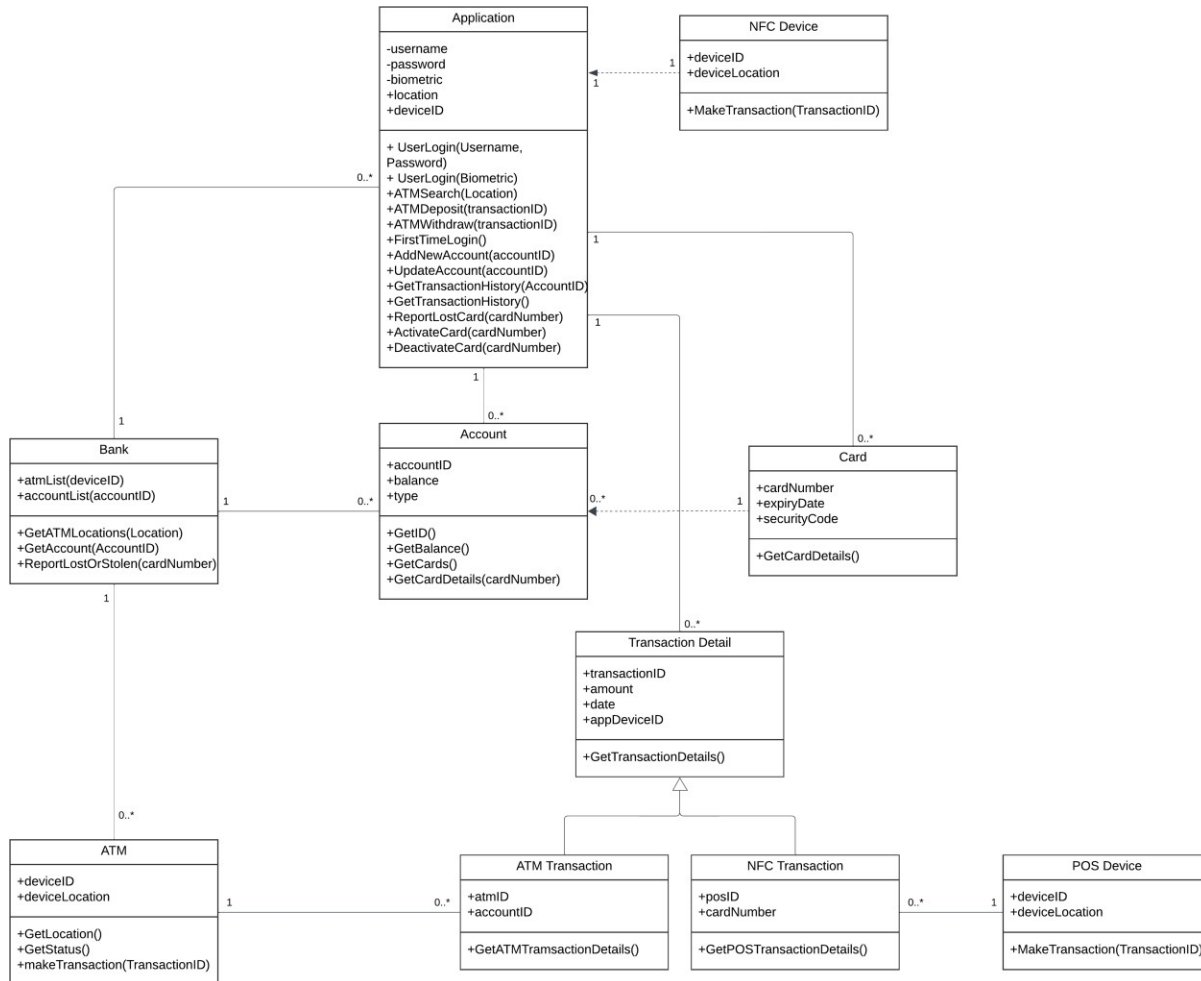 Application
-username
-password
-biometric
+location
+deviceID
+ UserLogin(Username,
Password)
+ UserLogin(Biometric)
+ATMSearch(Location)
+ATMDeposit(transactionID)
+ATMWithdraw(transactionID)
+FirstTimeLogin()
+AddNewAccount(accountID)
+UpdateAccount(accountID)
+GetTransactionHistory(AccountID)
+GetTransactionHistory()
+ReportLostCard(cardNumber)
+ActivateCard(cardNumber)
+DeactivateCard(cardNumber)
NFC Device
+deviceID
+deviceLocation
+MakeTransaction(TransactionID)
1
1
0..*
1
1
0..*
1
0..*
1
0..*
Bank
+atmList(deviceID)
+accountList(accountID)
+GetATMLocations(Location)
+GetAccount(AccountID)
+ReportLostOrStolen(cardNumber)
1
0..*
Account
+accountID
+balance
+type
+GetID()
+GetBalance()
+GetCards()
+GetCardDetails(cardNumber)
0..*
1
Card
+cardNumber
+expiryDate
+securityCode
+GetCardDetails()
1
0..*
Transaction Detail
+transactionID
+amount
+date
+appDeviceID
+GetTransactionDetails()
ATM
+deviceID
+deviceLocation
+GetLocation()
+GetStatus()
+makeTransaction(TransactionID)
1
0..*
ATM Transaction
+atmID
+accountID
+GetATMTramsactionDetails()
NFC Transaction
+posID
+cardNumber
+GetPOSTransactionDetails()
0..*
1
POS Device
+deviceID
+deviceLocation
+MakeTransaction(TransactionID)